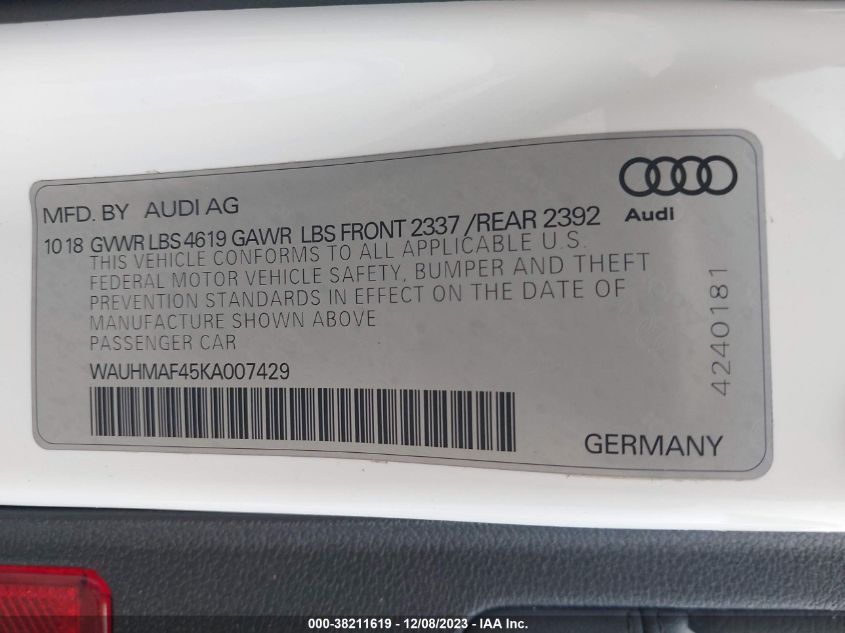 MFD. BY AUDI AG
Audi
10 18 GVWR LBS 4619 GAWR LBS FRONT 2337 /REAR 2392
THIS VEHICLE CONFORMS TO ALL APPLICABLE U.S.
FEDERAL MOTOR VEHICLE SAFETY, BUMPER AND THEFT
PREVENTION STANDARDS IN EFFECT ON THE DATE OF
MANUFACTURE SHOWN ABOVE
PASSENGER CAR
WAUHMAF45KA007429
4240181
GERMANY
000-38211619 - 12/08/2023 - IAA Inc.